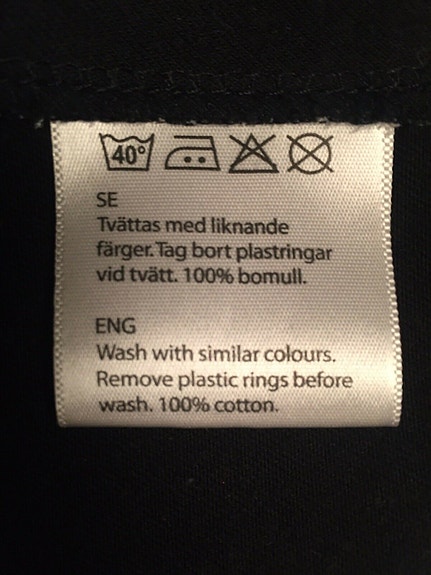 40°
SE
Tvättas med liknande
färger. Tag bort plastringar
vid tvätt. 100% bomull.
ENG
Wash with similar colours.
Remove plastic rings before
wash. 100% cotton.